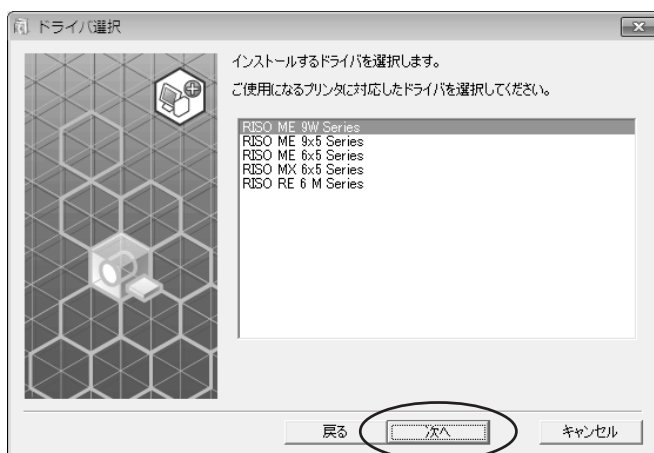 ドライバ選択
インストールするドライバを選択します。
ご使用になるプリンタに対応したドライバを選択してください。
RISO ME 9W Series
RISO ME 9x5 Series
RISO ME 6x5 Series
RISO MX 6x5 Series
RISO RE 6 M Series
戻る 次へ キャンセル